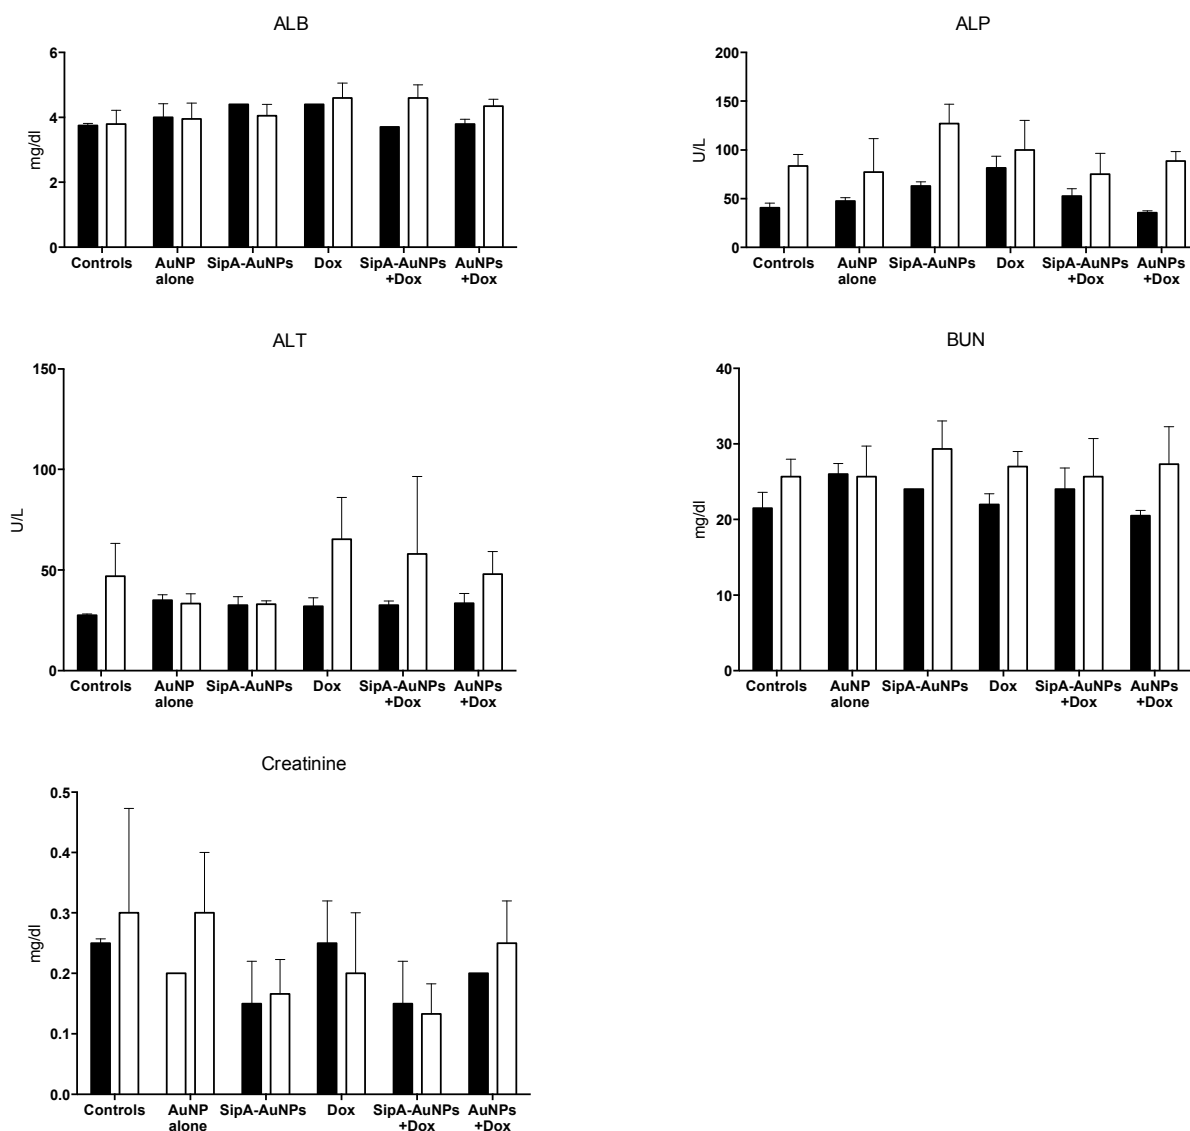 ALB
6
4
2
0
mg/dl
Controls
AuNP
alone
SipA-AuNPs
Dox
SipA-AuNPs
+Dox
AuNPs
+Dox
ALP
200
150
100
50
0
U/L
Controls
AuNP
alone
SipA-AuNPs
Dox
SipA-AuNPs
+Dox
AuNPs
+Dox
ALT
150
100
50
0
U/L
Controls
AuNP
alone
SipA-AuNPs
Dox
SipA-AuNPs
+Dox
AuNPs
+Dox
BUN
40
30
20
10
0
mg/dl
Controls
AuNP
alone
SipA-AuNPs
Dox
SipA-AuNPs
+Dox
AuNPs
+Dox
Creatinine
0.5
0.4
0.3
0.2
0.1
0.0
mg/dl
Controls
AuNP
alone
SipA-AuNPs
Dox
SipA-AuNPs
+Dox
AuNPs
+Dox